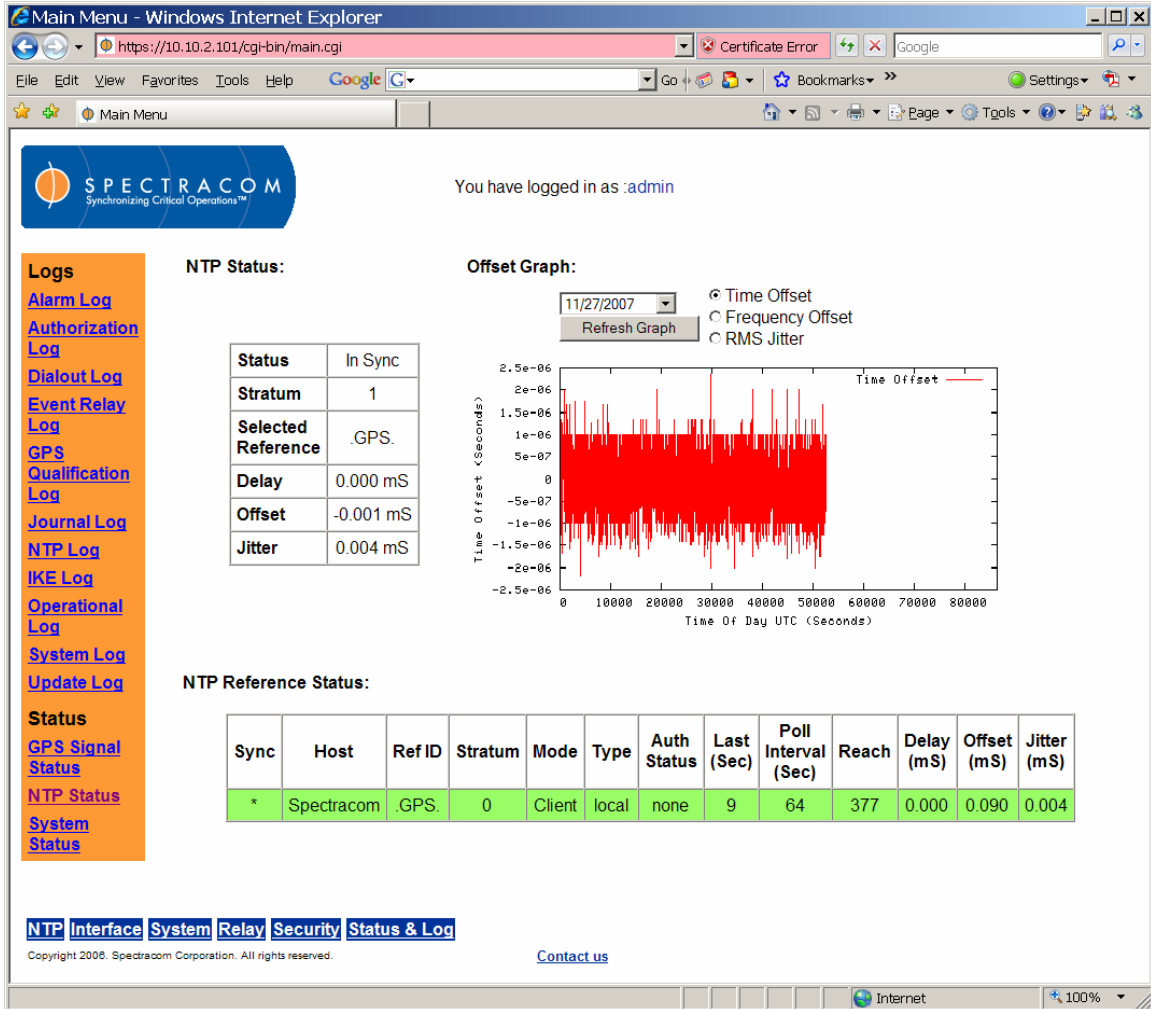 Main Menu - Windows Internet Explorer
https://10.10.2.101/cgi-bin/main.cgi
Certificate Error
Google
File Edit View Favorites Tools Help
Google G
Go
Bookmarks
»
Settings
Main Menu
Page
Tools
SPECTRACOM
Synchronizing Critical Operations™
You have logged in as :admin
Logs
Alarm Log
Authorization
Log
Dialout Log
Event Relay
Log
GPS
Qualification
Log
Journal Log
NTP Log
IKE Log
Operational
Log
System Log
Update Log
Status
GPS Signal
Status
NTP Status
System
Status
NTP Status:
Status In Sync
Stratum 1
Selected
Reference .GPS.
Delay 0.000 mS
Offset -0.001 mS
Jitter 0.004 mS
Offset Graph:
11/27/2007
Refresh Graph
Time Offset
Frequency Offset
RMS Jitter
Time Offset
Time Offset (Seconds)
2.5e-06
2e-06
1.5e-06
1e-06
5e-07
0
-5e-07
-1e-06
-1.5e-06
-2e-06
-2.5e-06
0 10000 20000 30000 40000 50000 60000 70000 80000
Time Of Day UTC (Seconds)
NTP Reference Status:
Sync Host Ref ID Stratum Mode Type Auth Status Last (Sec) Poll Interval (Sec) Reach Delay (mS) Offset (mS) Jitter (mS)
* Spectracom .GPS. 0 Client local none 9 64 377 0.000 0.090 0.004
NTP Interface System Relay Security Status & Log
Copyright 2006. Spectracom Corporation. All rights reserved.
Contact us
Internet
100%